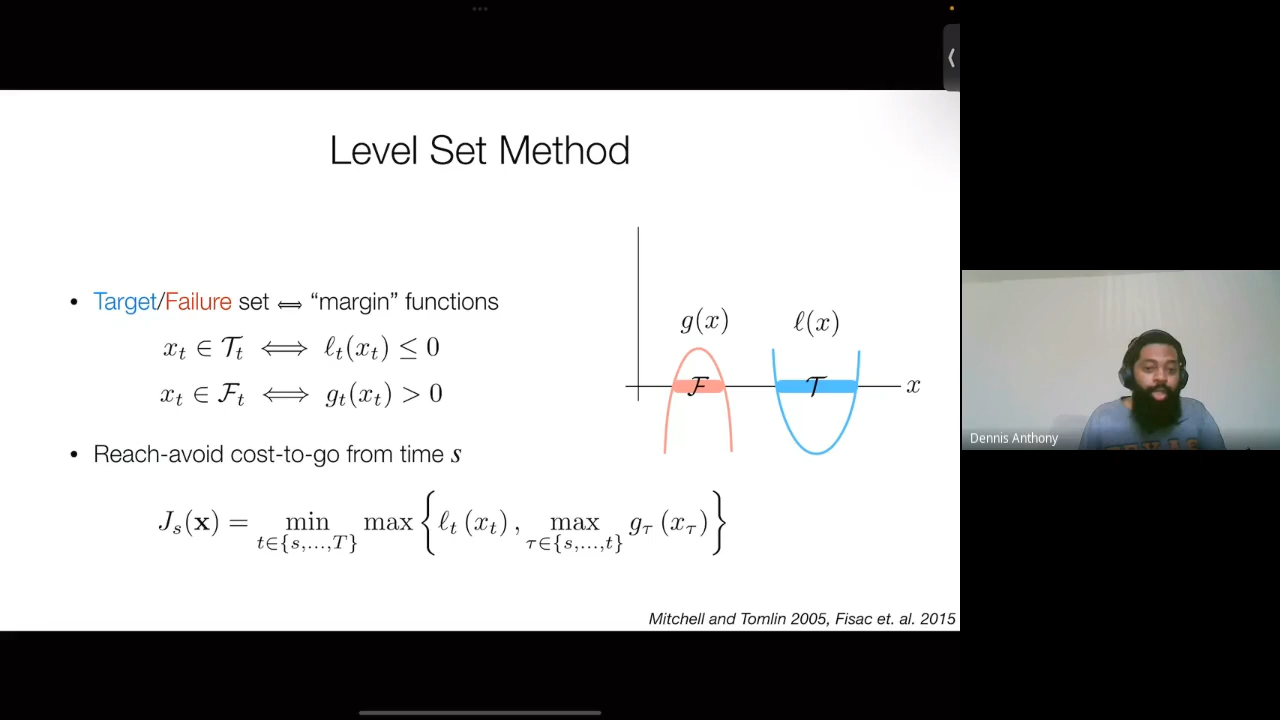 Level Set Method
• Target/Failure set ⟺ “margin” functions
x_t ∈ 𝒯_t ⟺ ℓ_t(x_t) ≤ 0
x_t ∈ ℱ_t ⟺ g_t(x_t) > 0
• Reach-avoid cost-to-go from time s
J_s(𝐱) = min_{t∈{s,…,T}} max { ℓ_t (x_t) , max_{τ∈{s,…,t}} g_τ (x_τ) }
g(x)
ℓ(x)
ℱ
𝒯
x
Mitchell and Tomlin 2005, Fisac et. al. 2015
Dennis Anthony